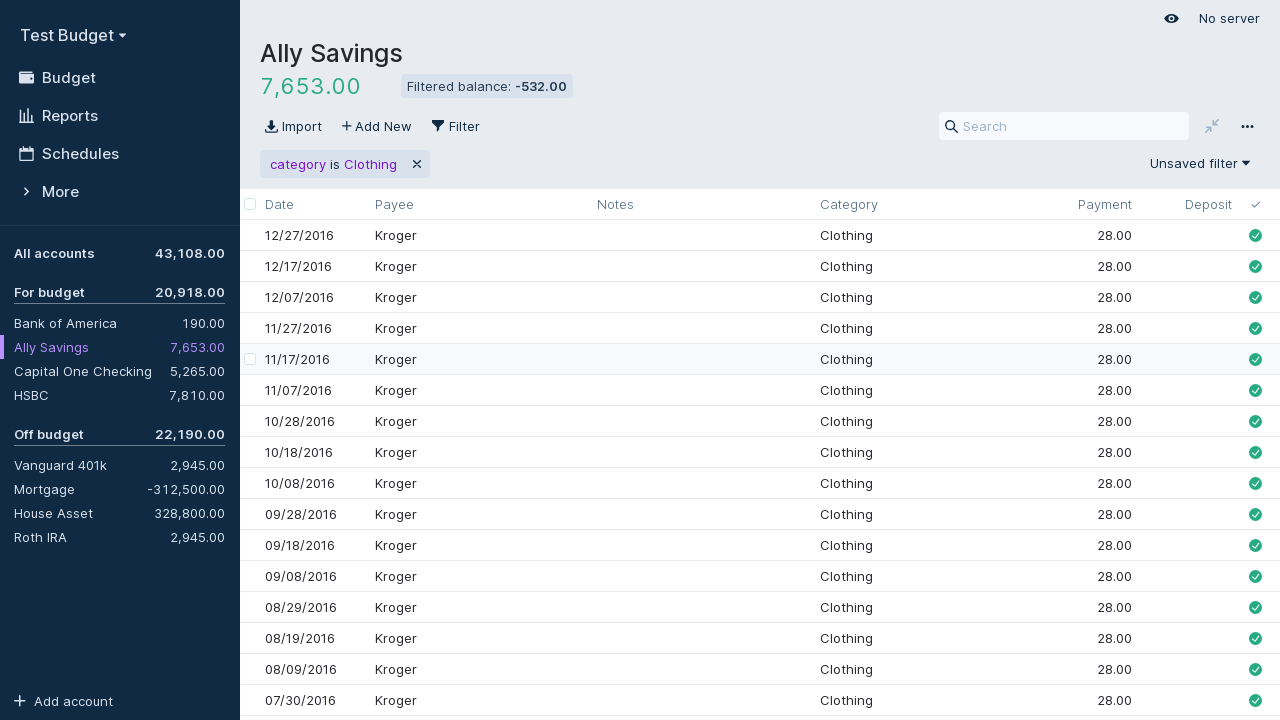 Test Budget
Budget
Reports
Schedules
More
All accounts 43,108.00
For budget 20,918.00
Bank of America 190.00
Ally Savings 7,653.00
Capital One Checking 5,265.00
HSBC 7,810.00
Off budget 22,190.00
Vanguard 401k 2,945.00
Mortgage -312,500.00
House Asset 328,800.00
Roth IRA 2,945.00
Add account
No server
Ally Savings
7,653.00 Filtered balance: -532.00
Import Add New Filter Search
category is Clothing Unsaved filter
Date Payee Notes Category Payment Deposit
12/27/2016 Kroger Clothing 28.00
12/17/2016 Kroger Clothing 28.00
12/07/2016 Kroger Clothing 28.00
11/27/2016 Kroger Clothing 28.00
11/17/2016 Kroger Clothing 28.00
11/07/2016 Kroger Clothing 28.00
10/28/2016 Kroger Clothing 28.00
10/18/2016 Kroger Clothing 28.00
10/08/2016 Kroger Clothing 28.00
09/28/2016 Kroger Clothing 28.00
09/18/2016 Kroger Clothing 28.00
09/08/2016 Kroger Clothing 28.00
08/29/2016 Kroger Clothing 28.00
08/19/2016 Kroger Clothing 28.00
08/09/2016 Kroger Clothing 28.00
07/30/2016 Kroger Clothing 28.00